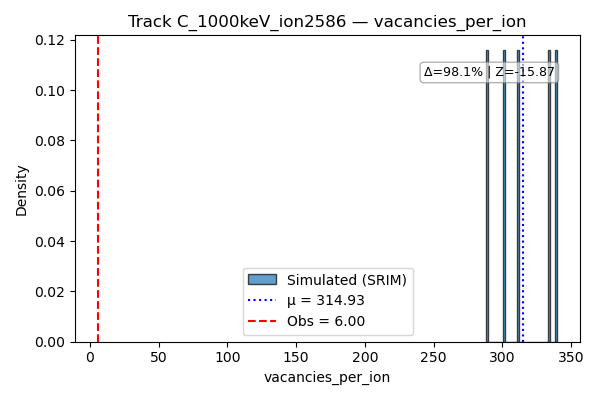 Track C_1000keV_ion2586 — vacancies_per_ion
0.12
0.10
0.08
0.06
0.04
0.02
0.00
Density
Δ=98.1% | Z=-15.87
Simulated (SRIM)
μ = 314.93
Obs = 6.00
0 50 100 150 200 250 300 350
vacancies_per_ion